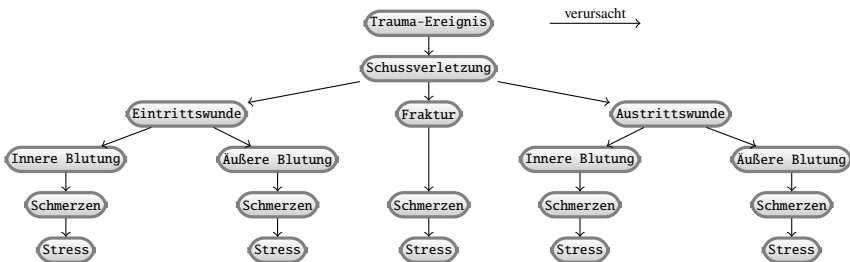 Trauma-Ereignis
verursacht
Schussverletzung
Eintrittswunde
Fraktur
Austrittswunde
Innere Blutung
Äußere Blutung
Innere Blutung
Äußere Blutung
Schmerzen
Schmerzen
Schmerzen
Schmerzen
Schmerzen
Stress
Stress
Stress
Stress
Stress